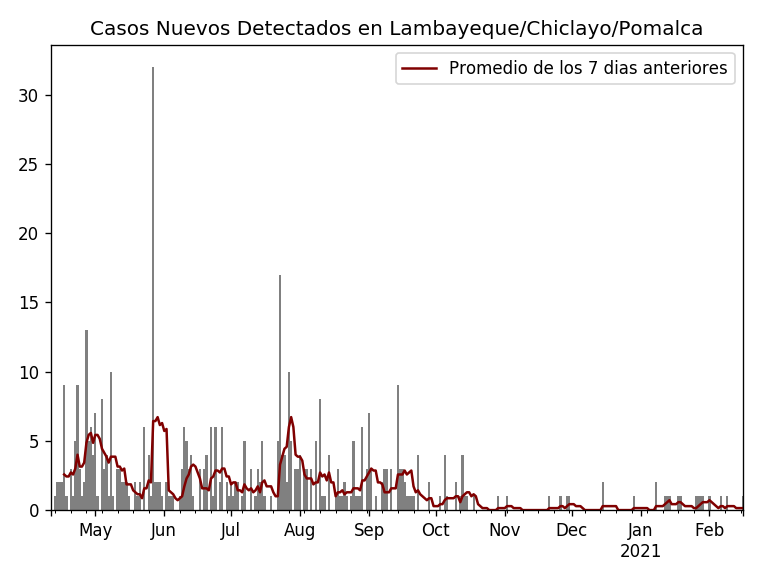 Casos Nuevos Detectados en Lambayeque/Chiclayo/Pomalca
Promedio de los 7 dias anteriores
30
25
20
15
10
5
0
May Jun Jul Aug Sep Oct Nov Dec Jan Feb
2021